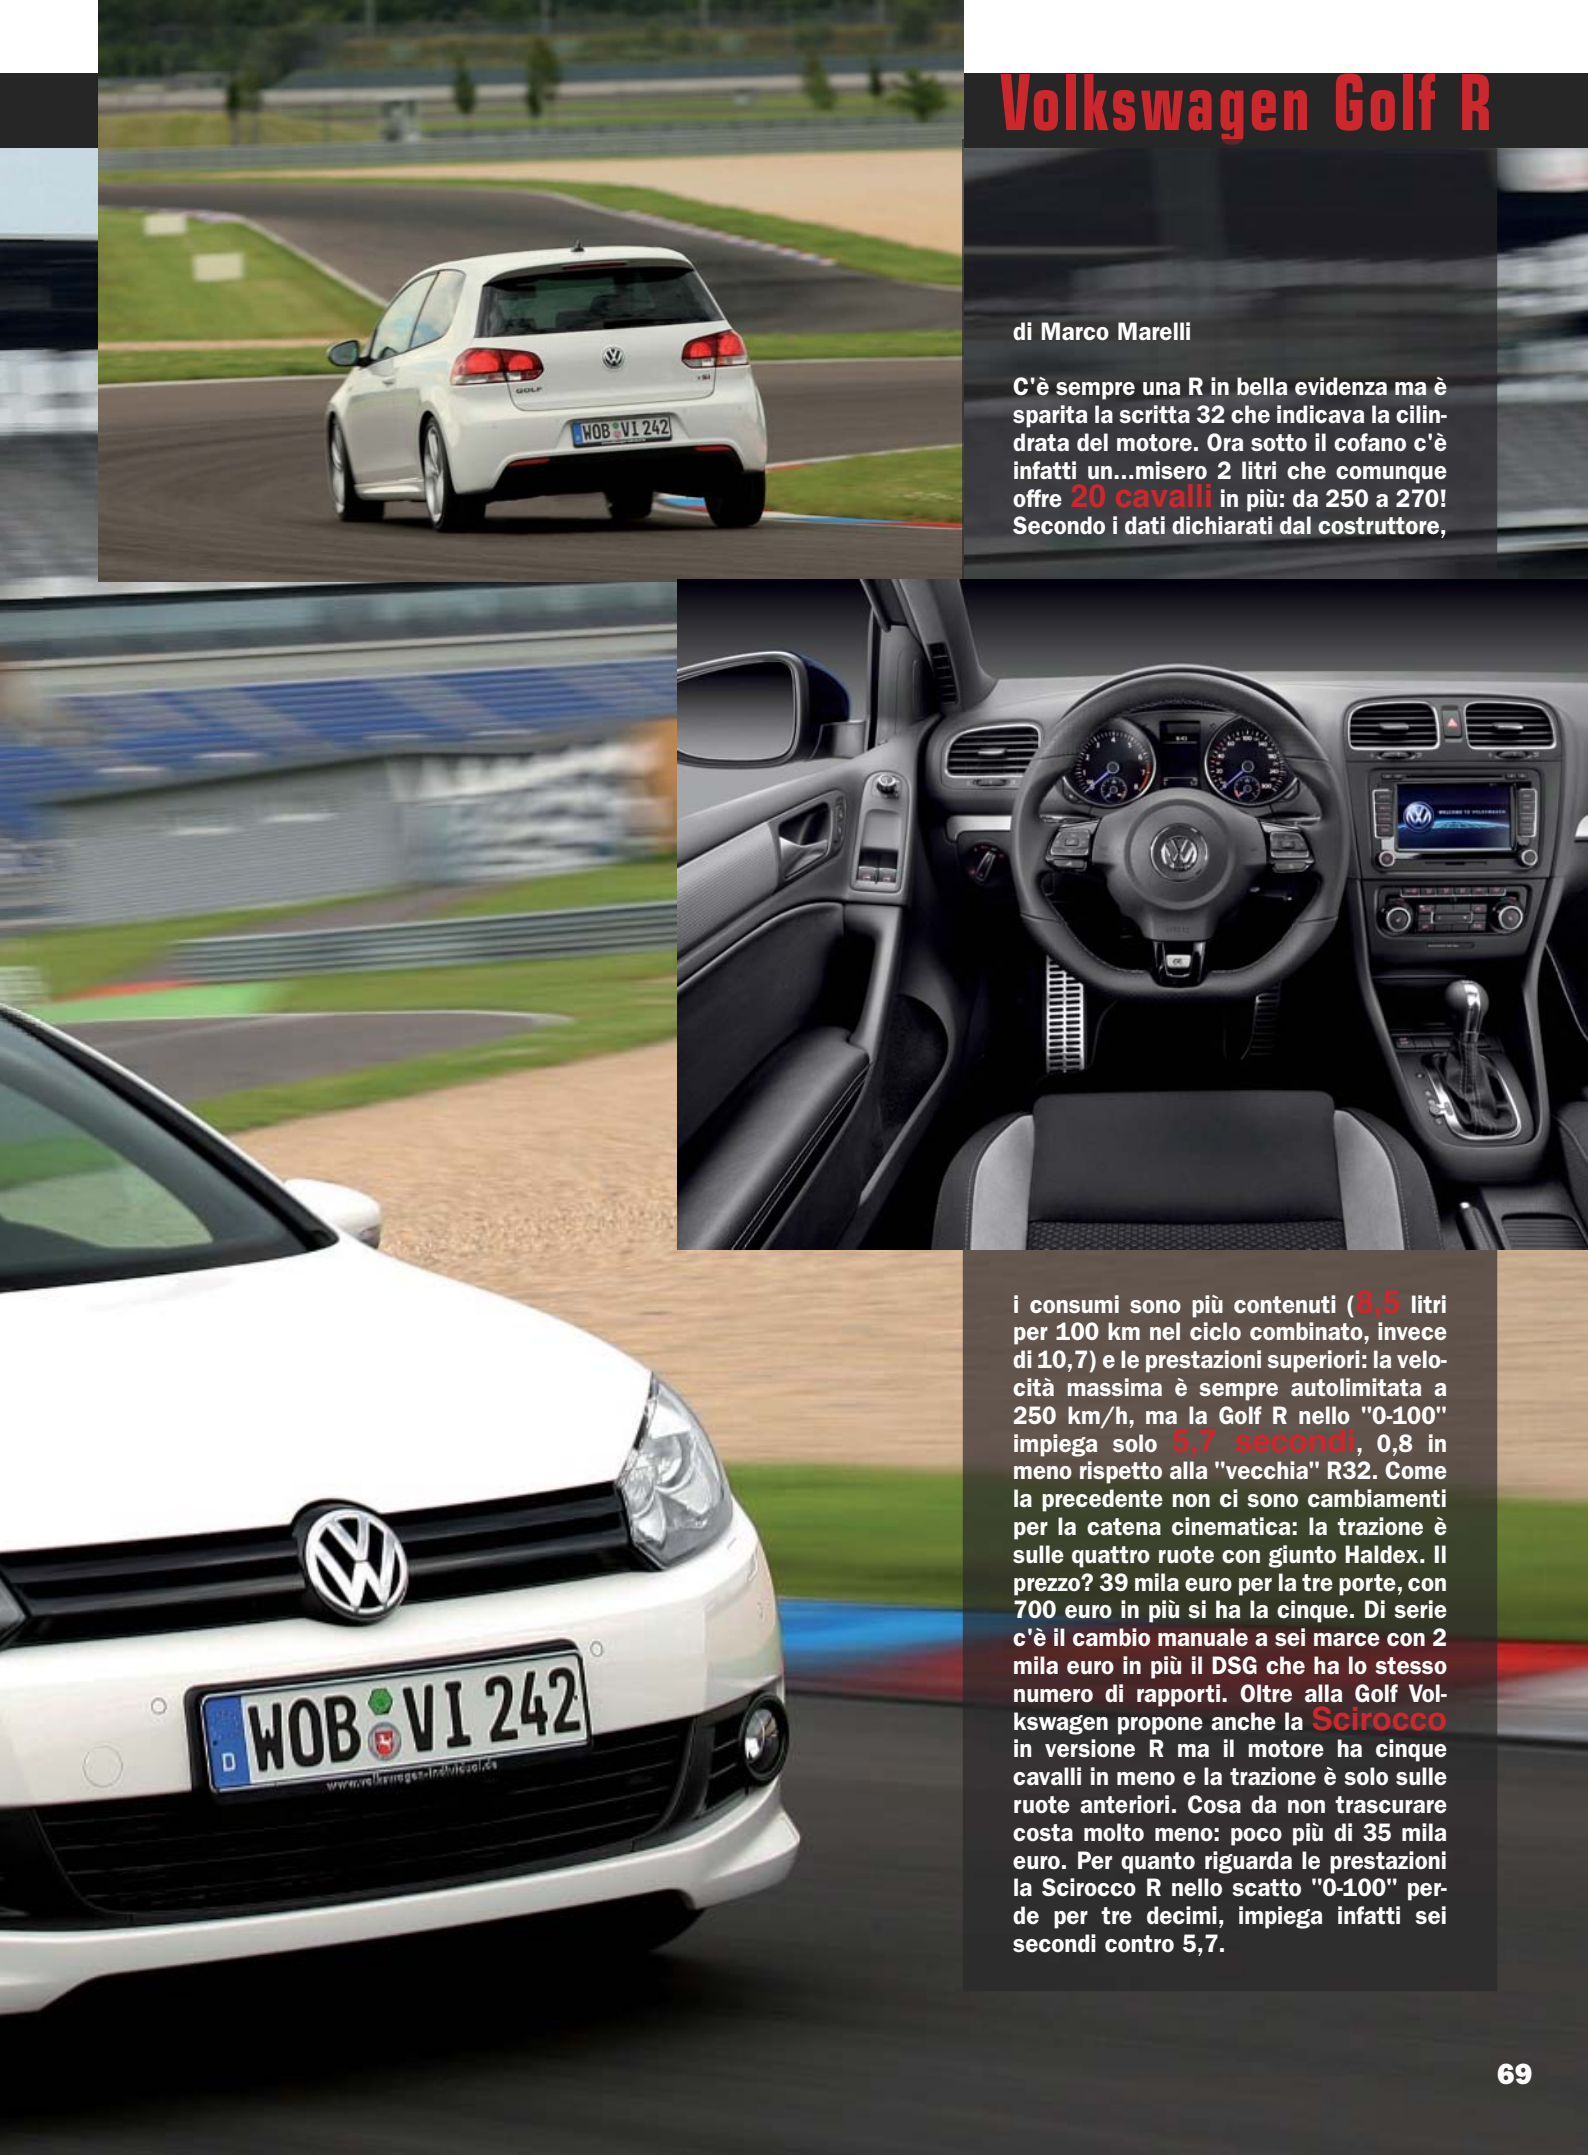 Volkswagen Golf R
di Marco Marelli
C'è sempre una R in bella evidenza ma è
sparita la scritta 32 che indicava la cilin-
drata del motore. Ora sotto il cofano c'è
infatti un...misero 2 litri che comunque
offre 20 cavalli in più: da 250 a 270!
Secondo i dati dichiarati dal costruttore,
GOLF
TSI
WOB VI 242
WELCOME TO VOLKSWAGEN
i consumi sono più contenuti (8,5 litri
per 100 km nel ciclo combinato, invece
di 10,7) e le prestazioni superiori: la velo-
cità massima è sempre autolimitata a
250 km/h, ma la Golf R nello "0-100"
impiega solo 5,7 secondi, 0,8 in
meno rispetto alla "vecchia" R32. Come
la precedente non ci sono cambiamenti
per la catena cinematica: la trazione è
sulle quattro ruote con giunto Haldex. Il
prezzo? 39 mila euro per la tre porte, con
700 euro in più si ha la cinque. Di serie
c'è il cambio manuale a sei marce con 2
mila euro in più il DSG che ha lo stesso
numero di rapporti. Oltre alla Golf Vol-
kswagen propone anche la Scirocco
in versione R ma il motore ha cinque
cavalli in meno e la trazione è solo sulle
ruote anteriori. Cosa da non trascurare
costa molto meno: poco più di 35 mila
euro. Per quanto riguarda le prestazioni
la Scirocco R nello scatto "0-100" per-
de per tre decimi, impiega infatti sei
secondi contro 5,7.
D WOB VI 242
www.volkswagen-individual.de
69